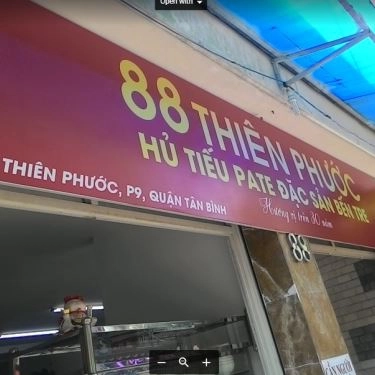 Open with
88 THIÊN PHƯỚC
HỦ TIẾU PATE ĐẶC SẢN BẾN TRE
THIÊN PHƯỚC, P9, QUẬN TÂN BÌNH
Hương vị trên 30 năm
88